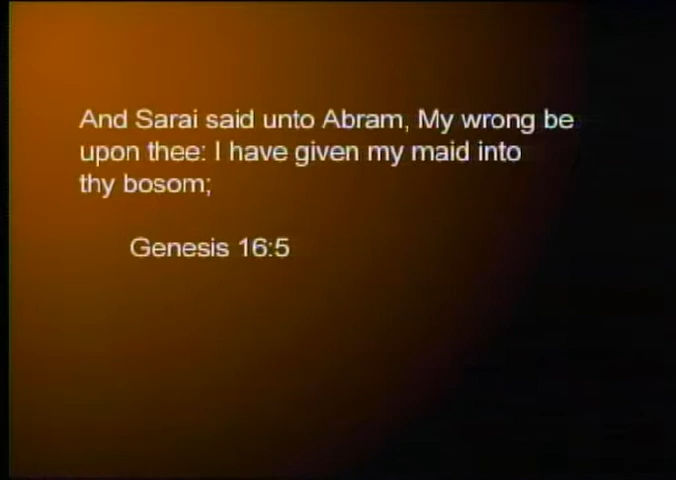 And Sarai said unto Abram, My wrong be
upon thee: I have given my maid into
thy bosom;
Genesis 16:5